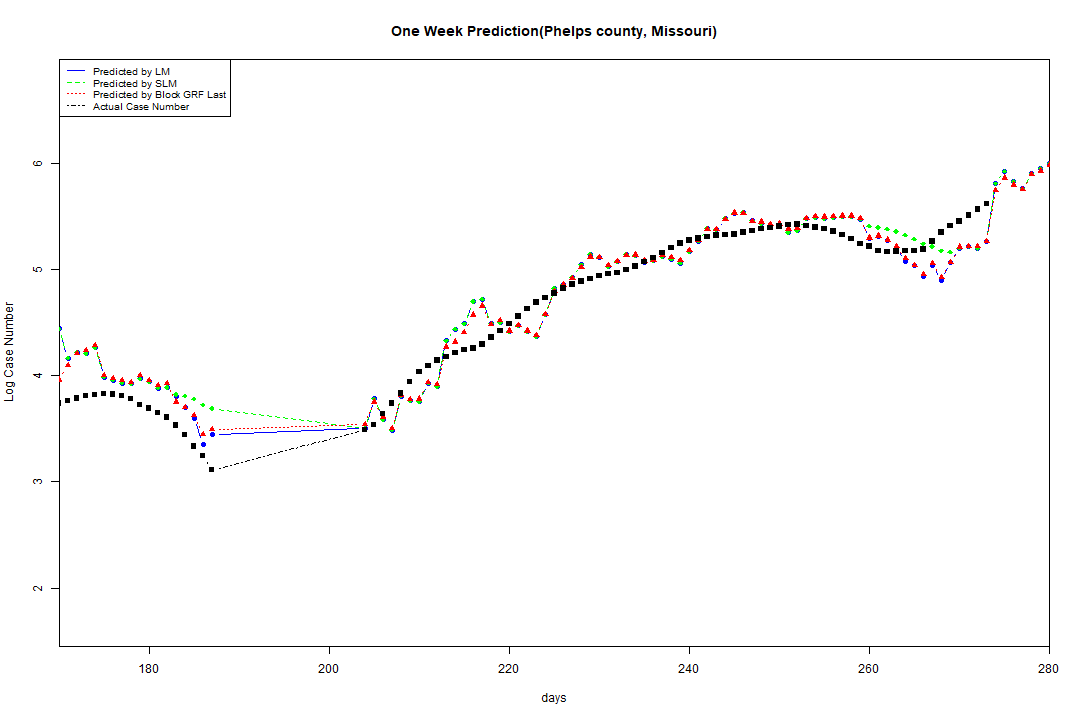 One Week Prediction(Phelps county, Missouri)
Predicted by LM
Predicted by SLM
Predicted by Block GRF Last
Actual Case Number
Log Case Number
6
5
4
3
2
180 200 220 240 260 280
days